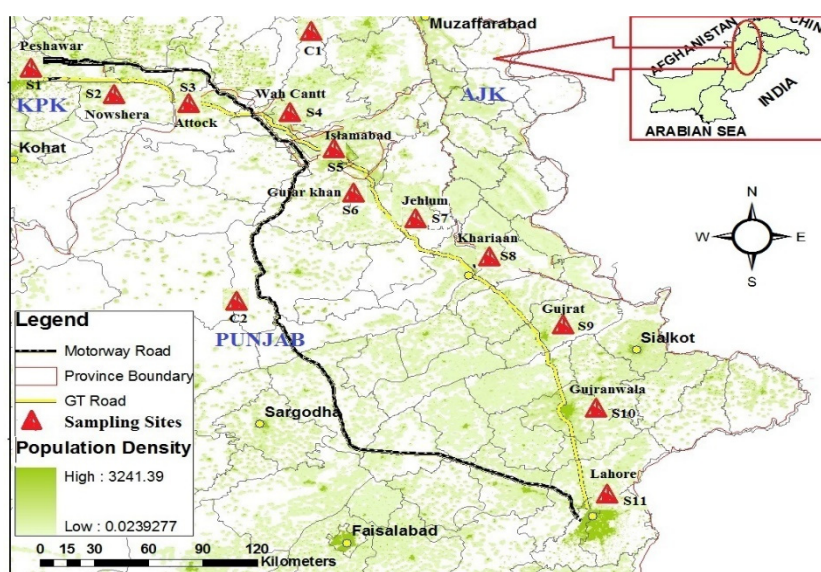 Muzaffarabad
C1
Peshawar
S1
KPK
S2
Nowshera
S3
Attock
Wah Cantt
S4
AJK
Kohat
Islamabad
S5
Gujar khan
S6
Jehlum
S7
Khariaan
S8
C2
PUNJAB
Gujrat
S9
Sialkot
Gujranwala
S10
Sargodha
Lahore
S11
Faisalabad
AFGHANISTAN
CHIN
INDIA
ARABIAN SEA
N
W
E
S
Legend
Motorway Road
Province Boundary
GT Road
Sampling Sites
Population Density
High : 3241.39
Low : 0.0239277
0 15 30 60 90 120
Kilometers